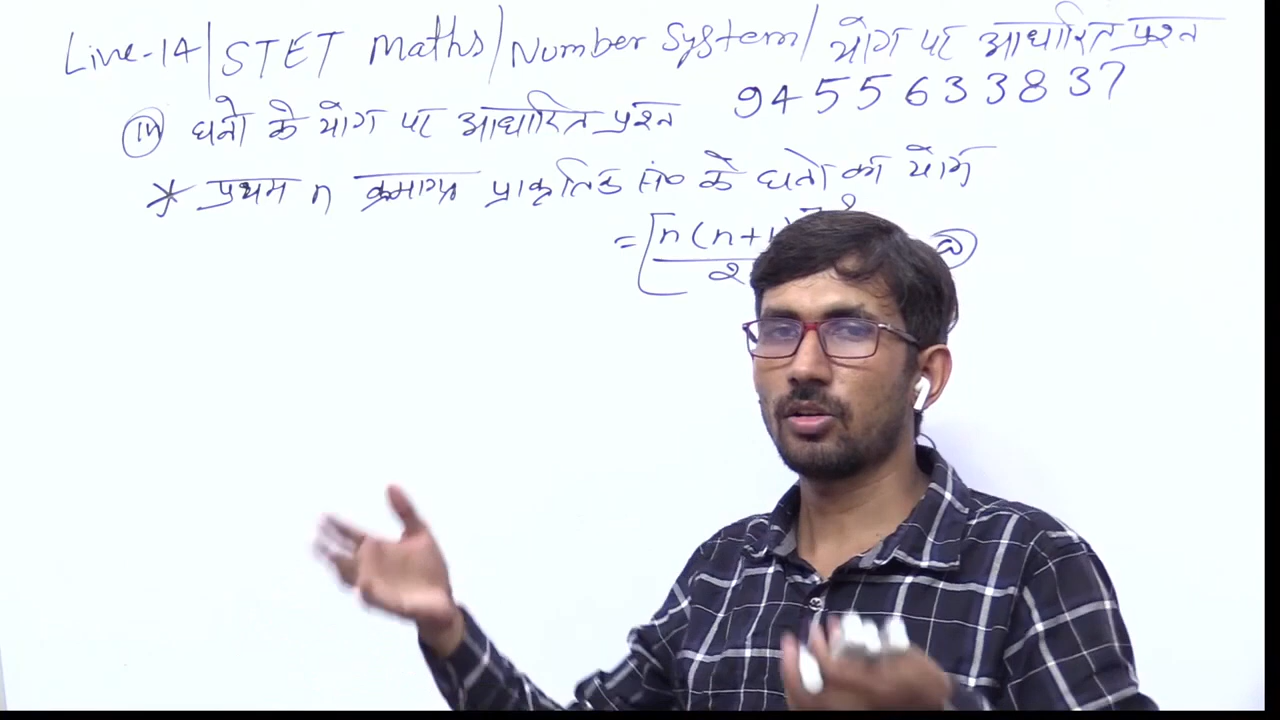 Live-14/STET Maths/Number System/योग पर आधारित प्रश्न
9455633837
(iv) घनो के योग पर आधारित प्रश्न
* प्रथम n क्रमागत प्राकृतिक सं० के घनो का योग
= [n(n+1
2